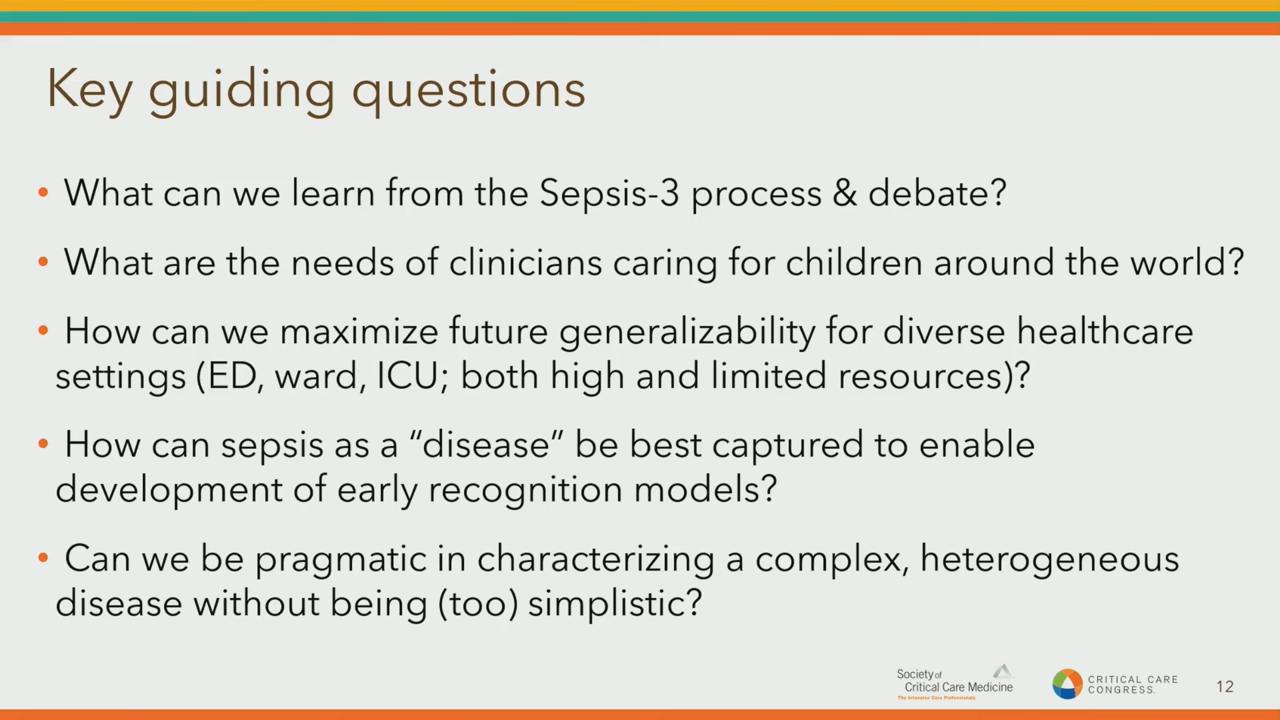 Key guiding questions
• What can we learn from the Sepsis-3 process & debate?
• What are the needs of clinicians caring for children around the world?
• How can we maximize future generalizability for diverse healthcare
settings (ED, ward, ICU; both high and limited resources)?
• How can sepsis as a “disease” be best captured to enable
development of early recognition models?
• Can we be pragmatic in characterizing a complex, heterogeneous
disease without being (too) simplistic?
Society of
Critical Care Medicine
The Intensive Care Professionals
CRITICAL CARE
CONGRESS.
12